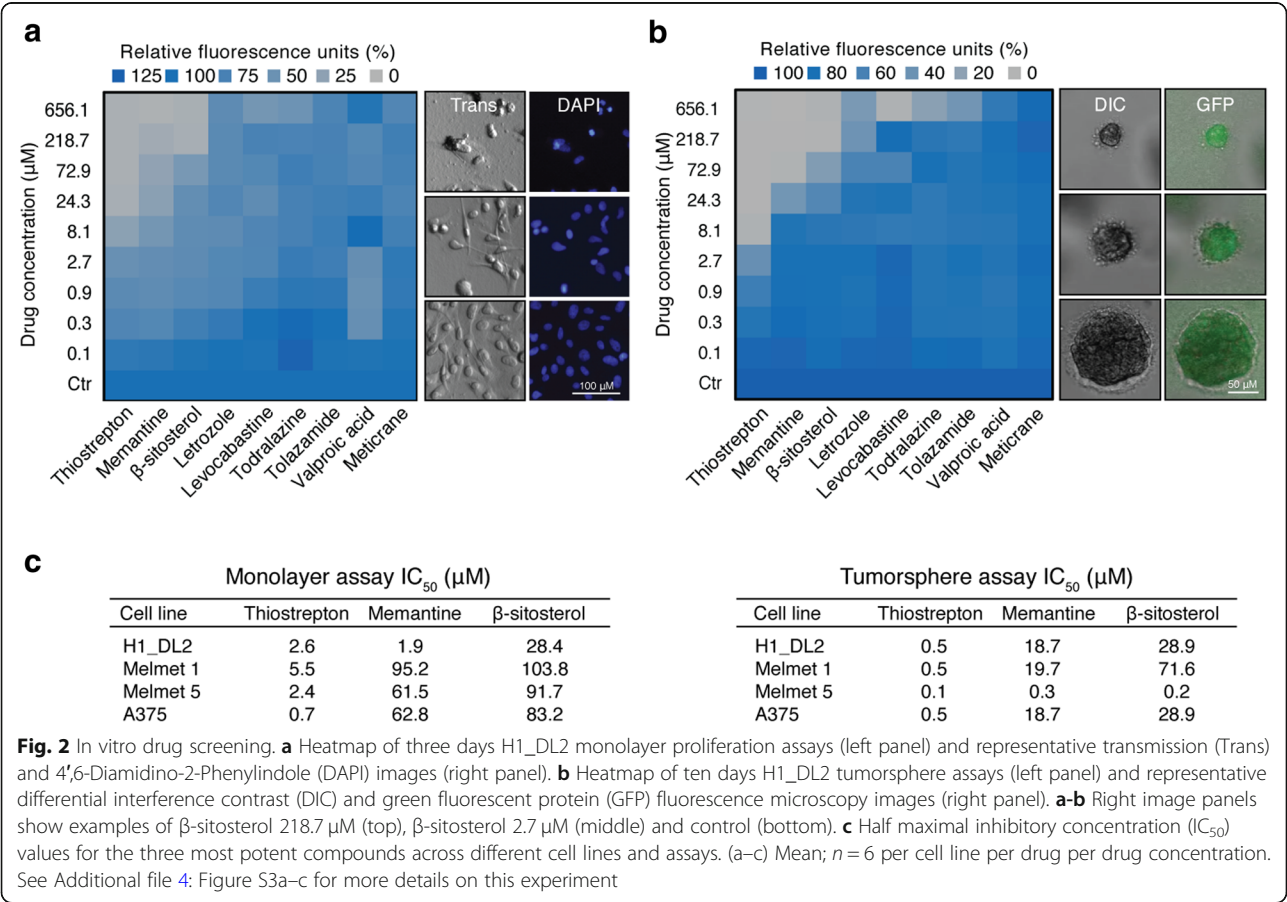 a
Relative fluorescence units (%)
125 100 75 50 25 0
Drug concentration (µM)
656.1
218.7
72.9
24.3
8.1
2.7
0.9
0.3
0.1
Ctr
Thiostrepton
Memantine
β-sitosterol
Letrozole
Levocabastine
Todralazine
Tolazamide
Valproic acid
Meticrane
Trans
DAPI
100 µM
b
Relative fluorescence units (%)
100 80 60 40 20 0
Drug concentration (µM)
656.1
218.7
72.9
24.3
8.1
2.7
0.9
0.3
0.1
Ctr
Thiostrepton
Memantine
β-sitosterol
Letrozole
Levocabastine
Todralazine
Tolazamide
Valproic acid
Meticrane
DIC
GFP
50 µM
c
Monolayer assay IC50 (µM)
Cell line Thiostrepton Memantine β-sitosterol
H1_DL2 2.6 1.9 28.4
Melmet 1 5.5 95.2 103.8
Melmet 5 2.4 61.5 91.7
A375 0.7 62.8 83.2
Tumorsphere assay IC50 (µM)
Cell line Thiostrepton Memantine β-sitosterol
H1_DL2 0.5 18.7 28.9
Melmet 1 0.5 19.7 71.6
Melmet 5 0.1 0.3 0.2
A375 0.5 18.7 28.9
Fig. 2 In vitro drug screening. a Heatmap of three days H1_DL2 monolayer proliferation assays (left panel) and representative transmission (Trans)
and 4′,6-Diamidino-2-Phenylindole (DAPI) images (right panel). b Heatmap of ten days H1_DL2 tumorsphere assays (left panel) and representative
differential interference contrast (DIC) and green fluorescent protein (GFP) fluorescence microscopy images (right panel). a-b Right image panels
show examples of β-sitosterol 218.7 µM (top), β-sitosterol 2.7 µM (middle) and control (bottom). c Half maximal inhibitory concentration (IC50)
values for the three most potent compounds across different cell lines and assays. (a–c) Mean; n = 6 per cell line per drug per drug concentration.
See Additional file 4: Figure S3a–c for more details on this experiment